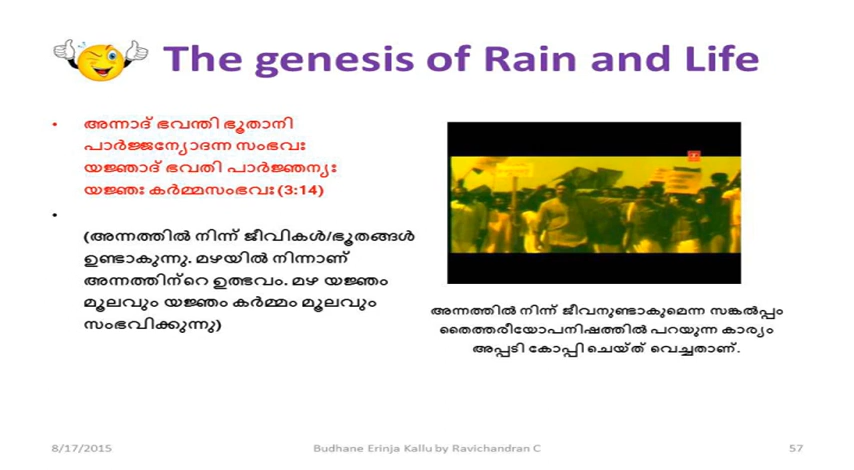 The genesis of Rain and Life
• അന്നാദ് ഭവന്തി ഭൂതാനി
പാർജ്ജന്യോദന്ന സംഭവഃ
യജ്ഞാദ് ഭവതി പാർജ്ഞന്യഃ
യജ്ഞഃ കർമ്മസംഭവഃ (3:14)
•
(അന്നത്തിൽ നിന്ന് ജീവികൾ/ഭൂതങ്ങൾ
ഉണ്ടാകുന്നു. മഴയിൽ നിന്നാണ്
അന്നത്തിന്റെ ഉത്ഭവം. മഴ യജ്ഞം
മൂലവും യജ്ഞം കർമ്മം മൂലവും
സംഭവിക്കുന്നു)
അന്നത്തിൽ നിന്ന് ജീവനുണ്ടാകുമെന്ന സങ്കൽപ്പം
തൈത്തരീയോപനിഷത്തിൽ പറയുന്ന കാര്യം
അപ്പടി കോപ്പി ചെയ്ത് വെച്ചതാണ്.
8/17/2015
Budhane Erinja Kallu by Ravichandran C
57